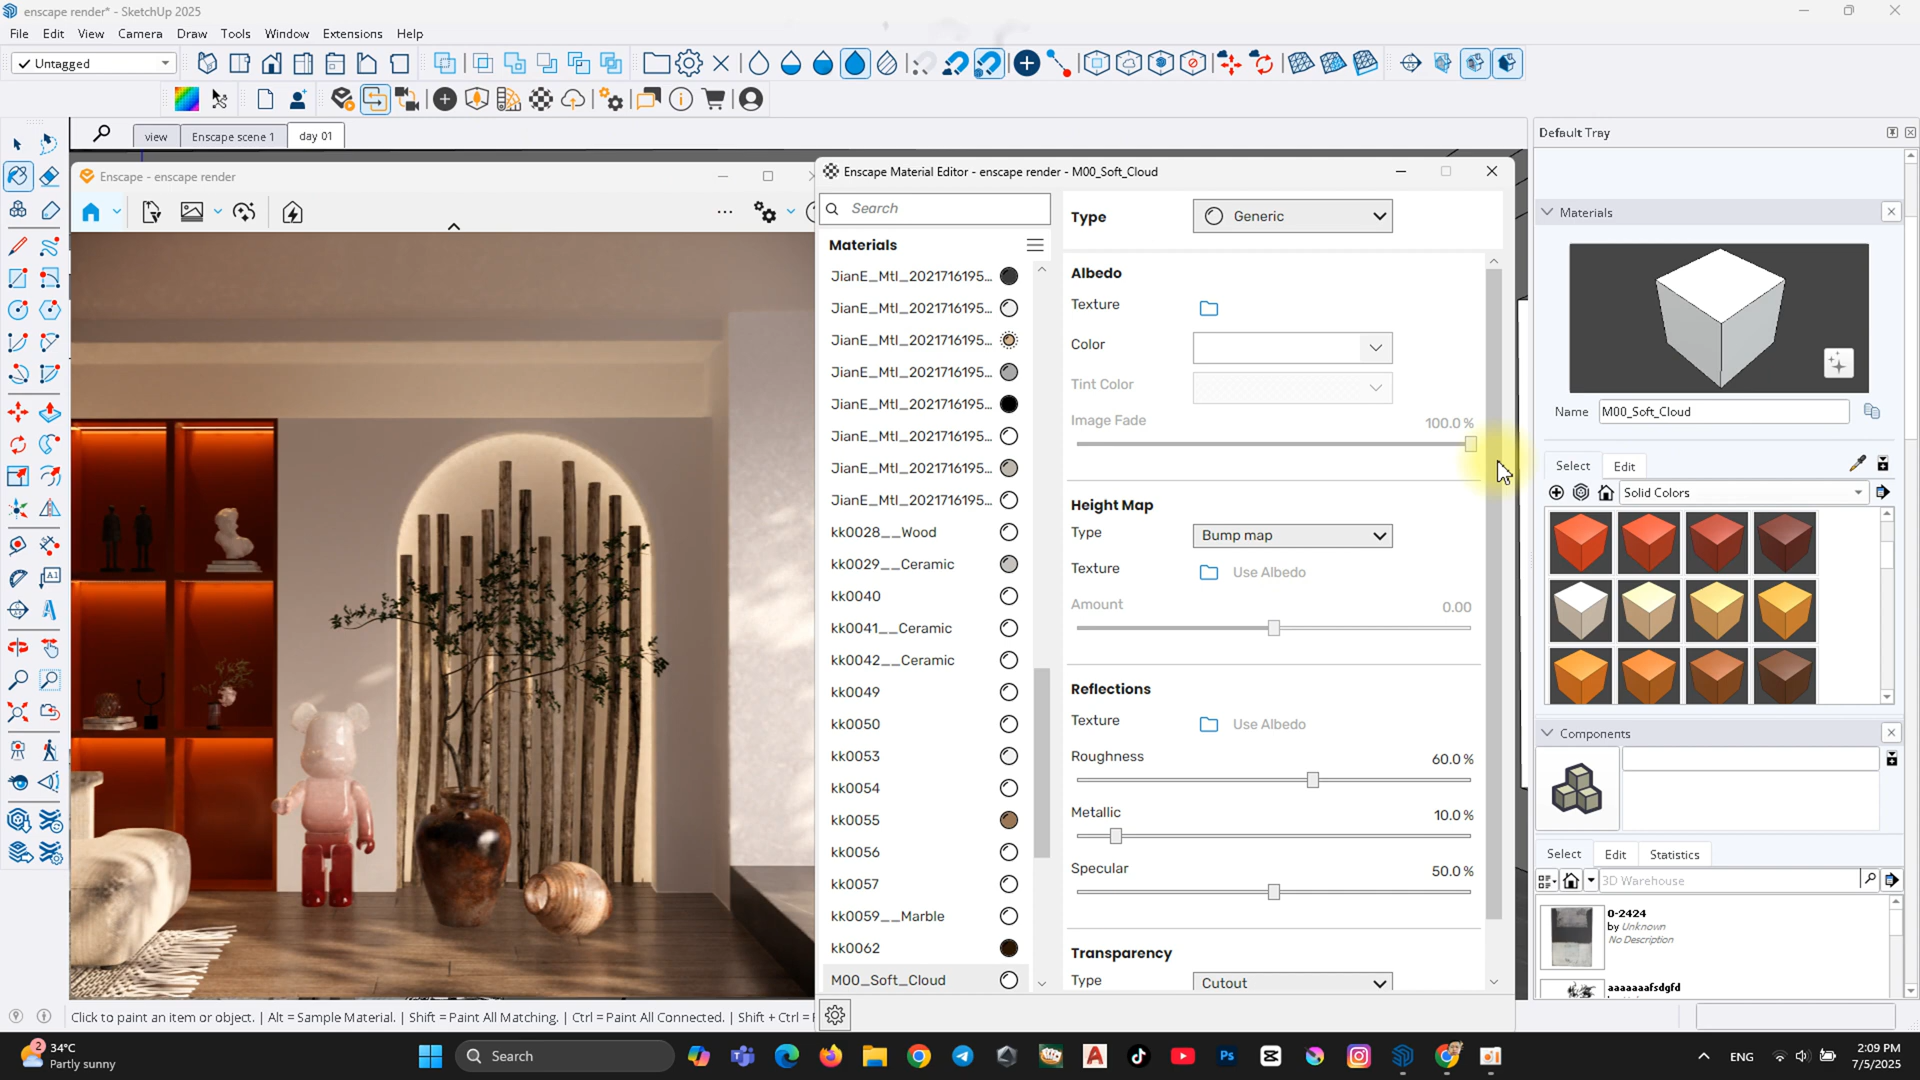 enscape render* - SketchUp 2025
File Edit View Camera Draw Tools Window Extensions Help
✓ Untagged
view Enscape scene 1 day 01
Default Tray
Enscape - enscape render
Enscape Material Editor - enscape render - M00_Soft_Cloud
Search
Materials
JianE_Mtl_2021716195...
JianE_Mtl_2021716195...
JianE_Mtl_2021716195...
JianE_Mtl_2021716195...
JianE_Mtl_2021716195...
JianE_Mtl_2021716195...
JianE_Mtl_2021716195...
JianE_Mtl_2021716195...
kk0028__Wood
kk0029__Ceramic
kk0040
kk0041__Ceramic
kk0042__Ceramic
kk0049
kk0050
kk0053
kk0054
kk0055
kk0056
kk0057
kk0059__Marble
kk0062
M00_Soft_Cloud
Type Generic
Albedo
Texture
Color
Tint Color
Image Fade 100.0 %
Height Map
Type Bump map
Texture Use Albedo
Amount 0.00
Reflections
Texture Use Albedo
Roughness 60.0 %
Metallic 10.0 %
Specular 50.0 %
Transparency
Type Cutout
Materials
Name M00_Soft_Cloud
Select Edit
Solid Colors
Components
Select Edit Statistics
3D Warehouse
0-2424
by Unknown
No Description
aaaaaaafsdgfd
Click to paint an item or object. | Alt = Sample Material. | Shift = Paint All Matching. | Ctrl = Paint All Connected. | Shift + Ctrl =
2
34°C
Partly sunny
Search
Ps
ENG
2:09 PM
7/5/2025